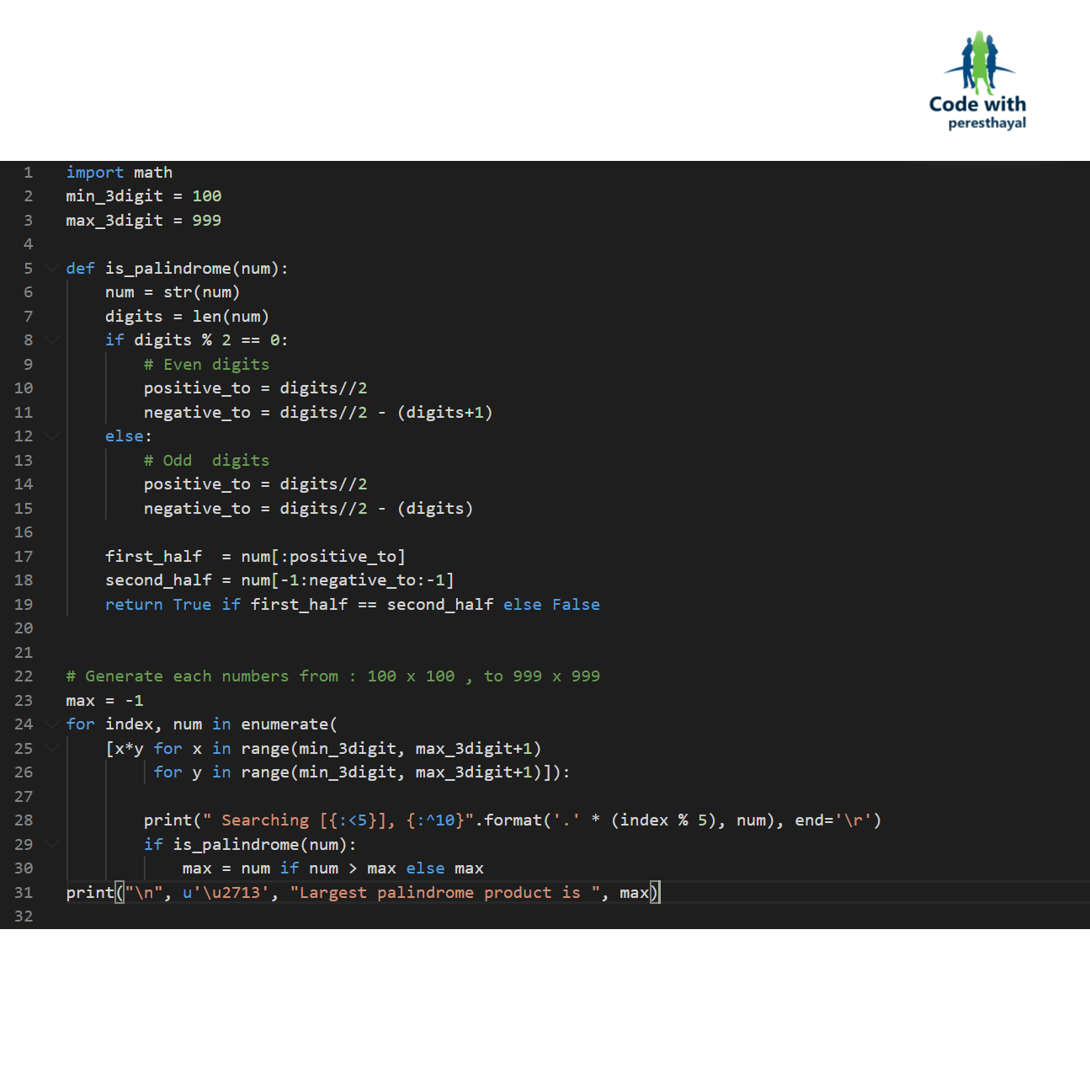 Code with
peresthayal
1 import math
2 min_3digit = 100
3 max_3digit = 999
4
5 def is_palindrome(num):
6     num = str(num)
7     digits = len(num)
8     if digits % 2 == 0:
9         # Even digits
10         positive_to = digits//2
11         negative_to = digits//2 - (digits+1)
12     else:
13         # Odd  digits
14         positive_to = digits//2
15         negative_to = digits//2 - (digits)
16
17     first_half  = num[:positive_to]
18     second_half = num[-1:negative_to:-1]
19     return True if first_half == second_half else False
20
21
22 # Generate each numbers from : 100 x 100 , to 999 x 999
23 max = -1
24 for index, num in enumerate(
25     [x*y for x in range(min_3digit, max_3digit+1)
26          for y in range(min_3digit, max_3digit+1)]):
27
28         print(" Searching [{:<5}], {:^10}".format('.' * (index % 5), num), end='\r')
29         if is_palindrome(num):
30             max = num if num > max else max
31 print("\n", u'\u2713', "Largest palindrome product is ", max)
32